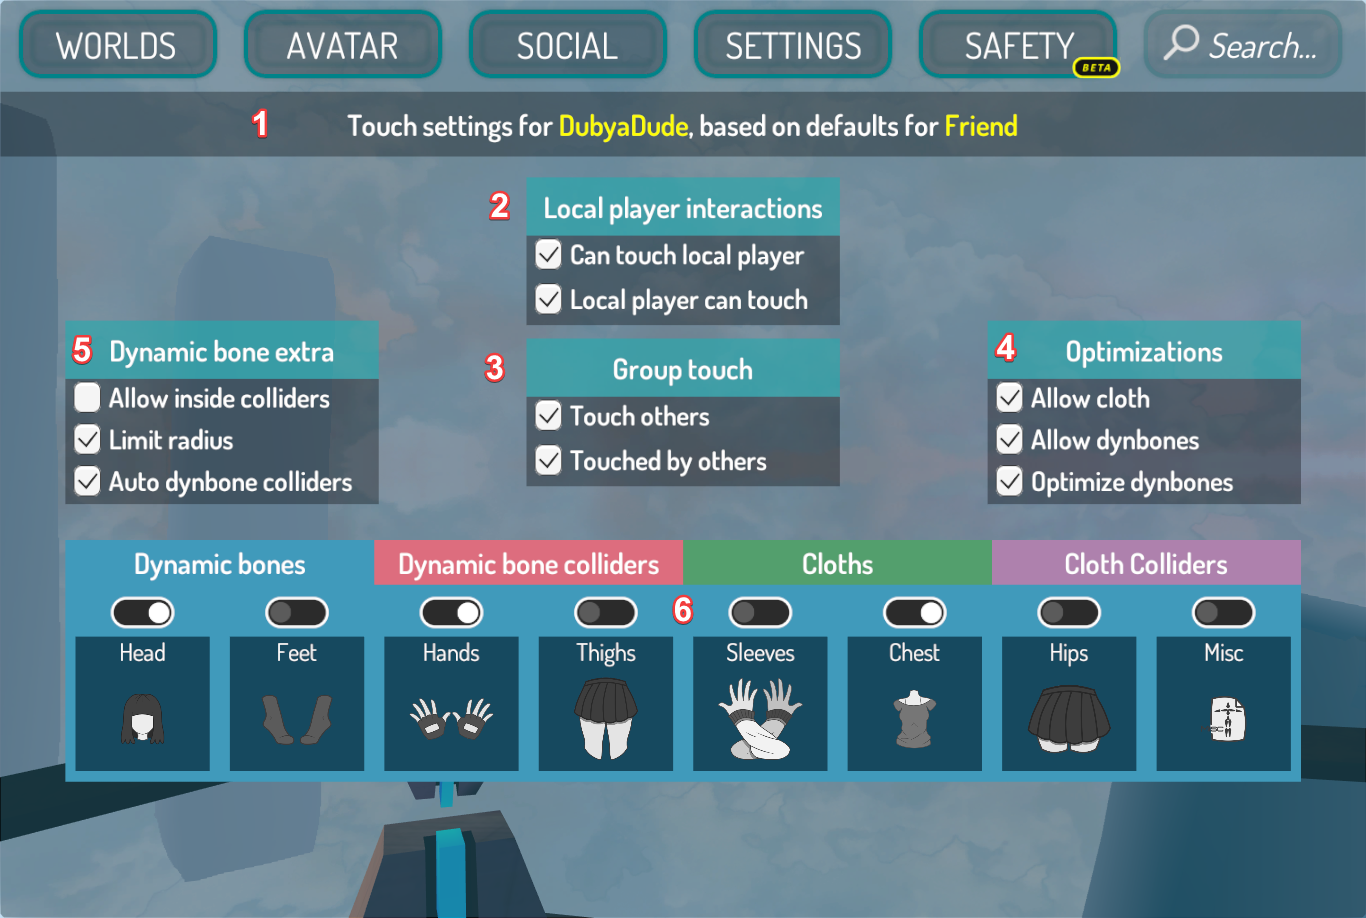 WORLDS AVATAR SOCIAL SETTINGS SAFETY BETA Search...
1 Touch settings for DubyaDude, based on defaults for Friend
2 Local player interactions
Can touch local player
Local player can touch
5 Dynamic bone extra
Allow inside colliders
Limit radius
Auto dynbone colliders
3 Group touch
Touch others
Touched by others
4 Optimizations
Allow cloth
Allow dynbones
Optimize dynbones
Dynamic bones Dynamic bone colliders Cloths Cloth Colliders
6
Head Feet Hands Thighs Sleeves Chest Hips Misc